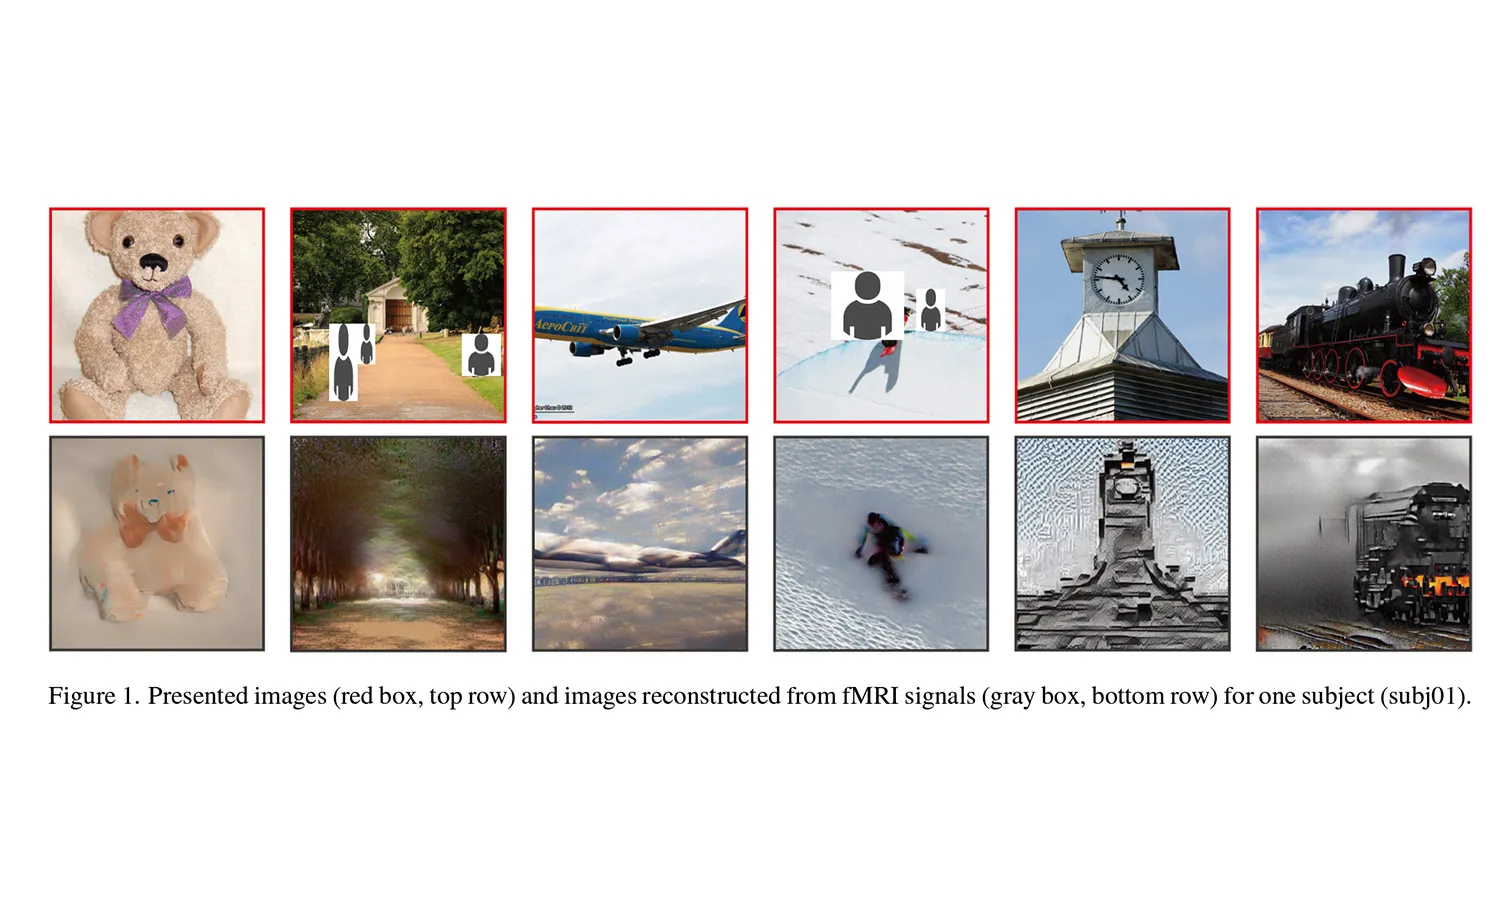 АероСвіт
Figure 1. Presented images (red box, top row) and images reconstructed from fMRI signals (gray box, bottom row) for one subject (subj01).